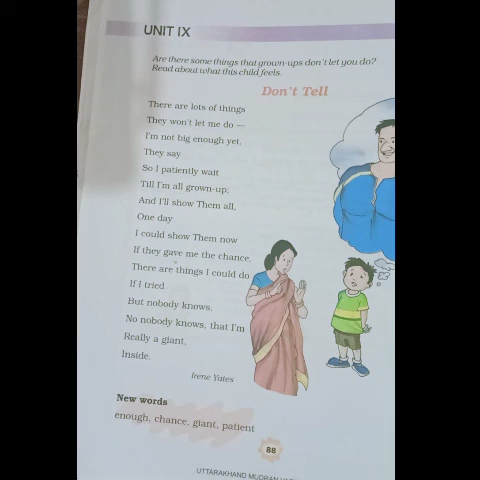 UNIT IX
Are there some things that grown-ups don't let you do?
Read about what this child feels.
Don't Tell
There are lots of things
They won't let me do —
I'm not big enough yet,
They say
So I patiently wait
Till I'm all grown-up;
And I'll show Them all,
One day
I could show Them now
If they gave me the chance,
There are things I could do
If I tried
But nobody knows,
No nobody knows, that I'm
Really a giant,
Inside.
Irene Yates
New words
enough, chance, giant, patient
88
UTTARAKHAND MUDRAN